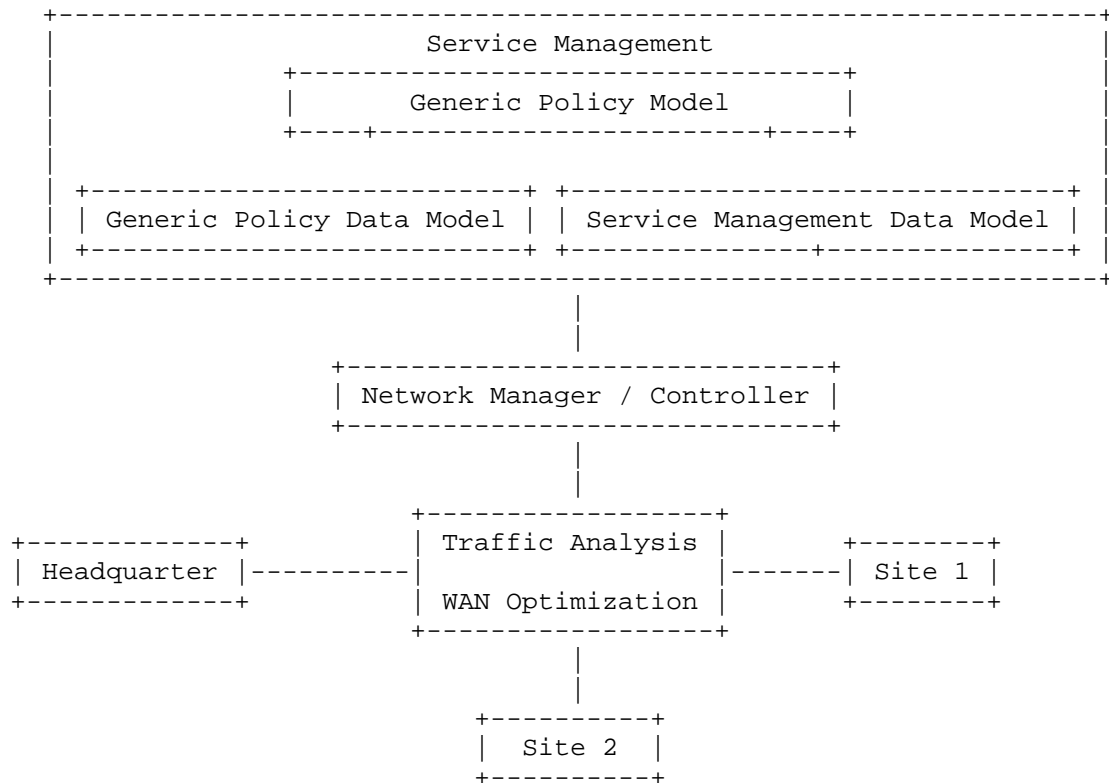 Service Management
Generic Policy Model
Generic Policy Data Model
Service Management Data Model
Network Manager / Controller
Traffic Analysis
Headquarter
Site 1
WAN Optimization
Site 2